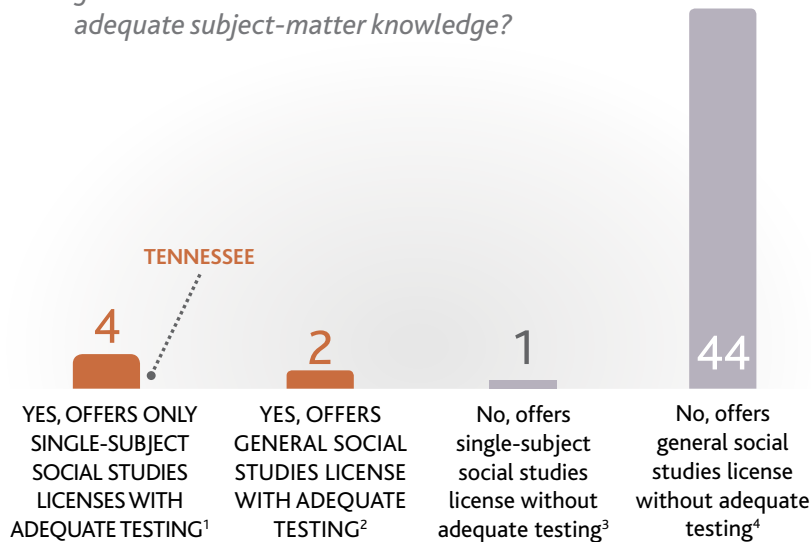 adequate subject-matter knowledge?
TENNESSEE
4
2
1
44
YES, OFFERS ONLY
SINGLE-SUBJECT
SOCIAL STUDIES
LICENSES WITH
ADEQUATE TESTING¹
YES, OFFERS
GENERAL SOCIAL
STUDIES LICENSE
WITH ADEQUATE
TESTING²
No, offers
single-subject
social studies
license without
adequate testing³
No, offers
general social
studies license
without adequate
testing⁴